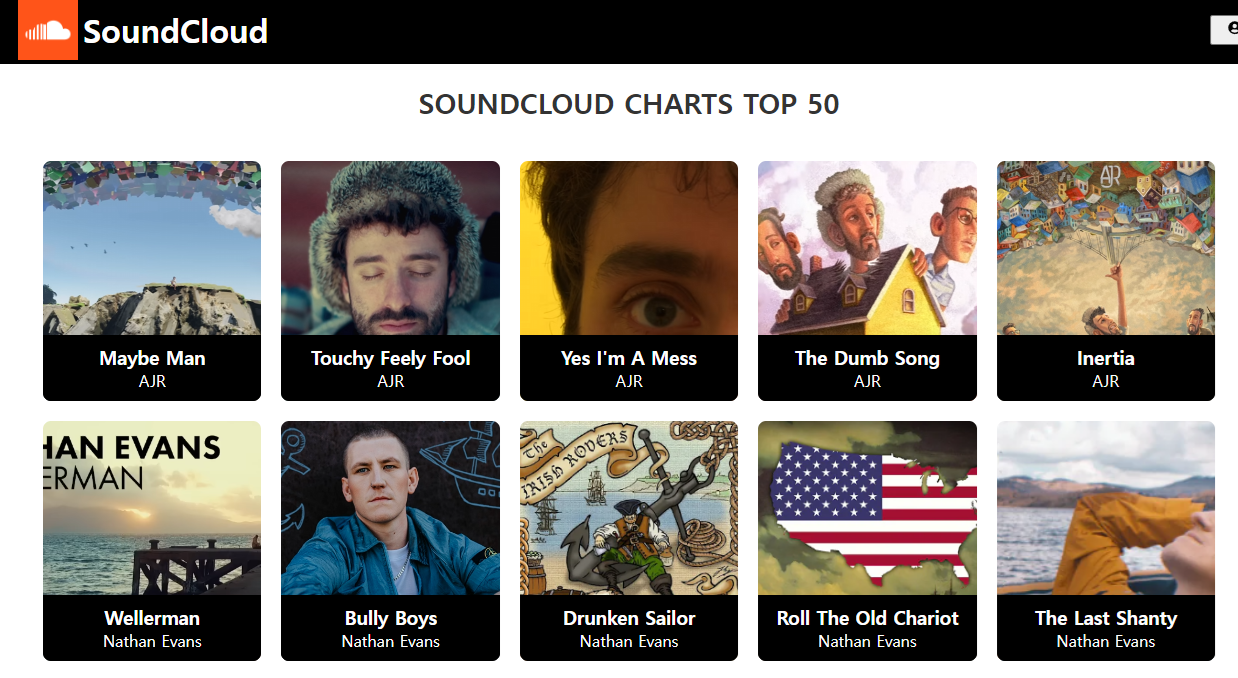 SoundCloud
SOUNDCLOUD CHARTS TOP 50
AJR
Maybe Man
AJR
Touchy Feely Fool
AJR
Yes I'm A Mess
AJR
The Dumb Song
AJR
Inertia
AJR
HAN EVANS
ERMAN
The
IRISH ROVERS
Wellerman
Nathan Evans
Bully Boys
Nathan Evans
Drunken Sailor
Nathan Evans
Roll The Old Chariot
Nathan Evans
The Last Shanty
Nathan Evans